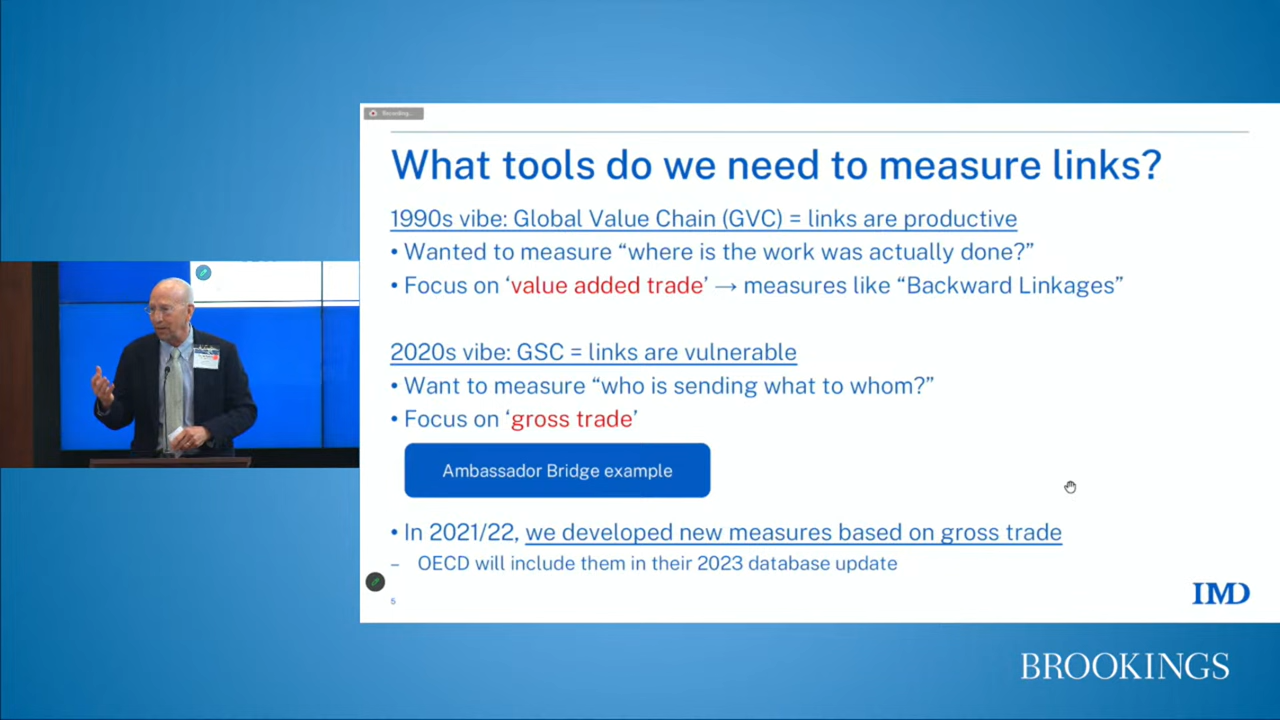 Recording...
What tools do we need to measure links?
1990s vibe: Global Value Chain (GVC) = links are productive
• Wanted to measure “where is the work was actually done?”
• Focus on ‘value added trade’ → measures like “Backward Linkages”
2020s vibe: GSC = links are vulnerable
• Want to measure “who is sending what to whom?”
• Focus on ‘gross trade’
Ambassador Bridge example
• In 2021/22, we developed new measures based on gross trade
– OECD will include them in their 2023 database update
5
IMD
BROOKINGS